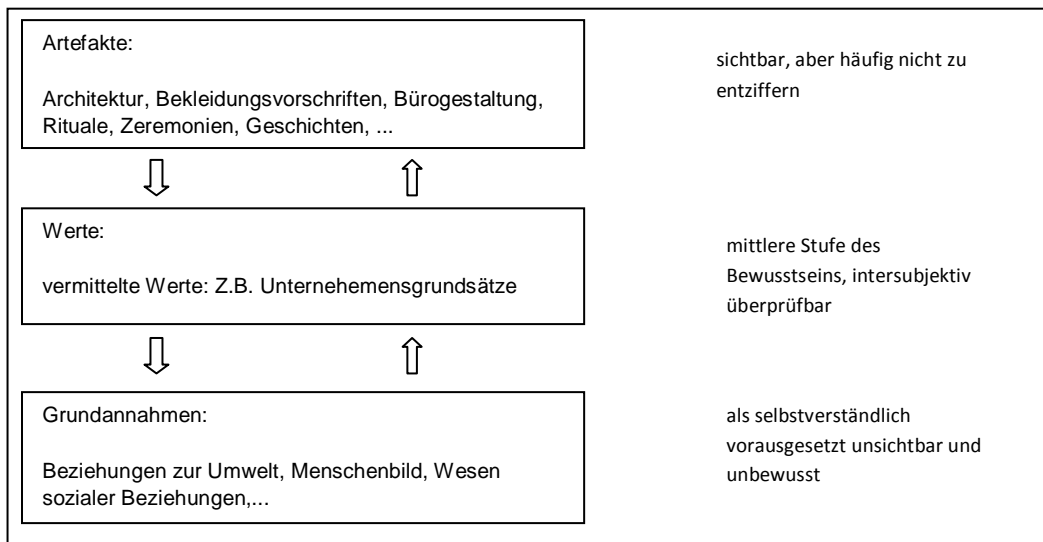 Artefakte:
sichtbar, aber häufig nicht zu
entziffern
Architektur, Bekleidungsvorschriften, Bürogestaltung,
Rituale, Zeremonien, Geschichten, ...
Werte:
vermittelte Werte: Z.B. Unternehemensgrundsätze
mittlere Stufe des
Bewusstseins, intersubjektiv
überprüfbar
Grundannahmen:
Beziehungen zur Umwelt, Menschenbild, Wesen
sozialer Beziehungen,...
als selbstverständlich
vorausgesetzt unsichtbar und
unbewusst